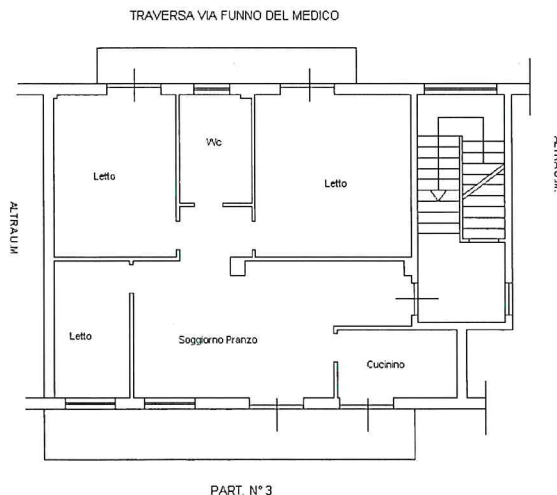 TRAVERSA VIA FUNNO DEL MEDICO
Wc
Letto
Letto
ALTRA U.M
Letto
Soggiorno Pranzo
Cucinino
PART. N° 3